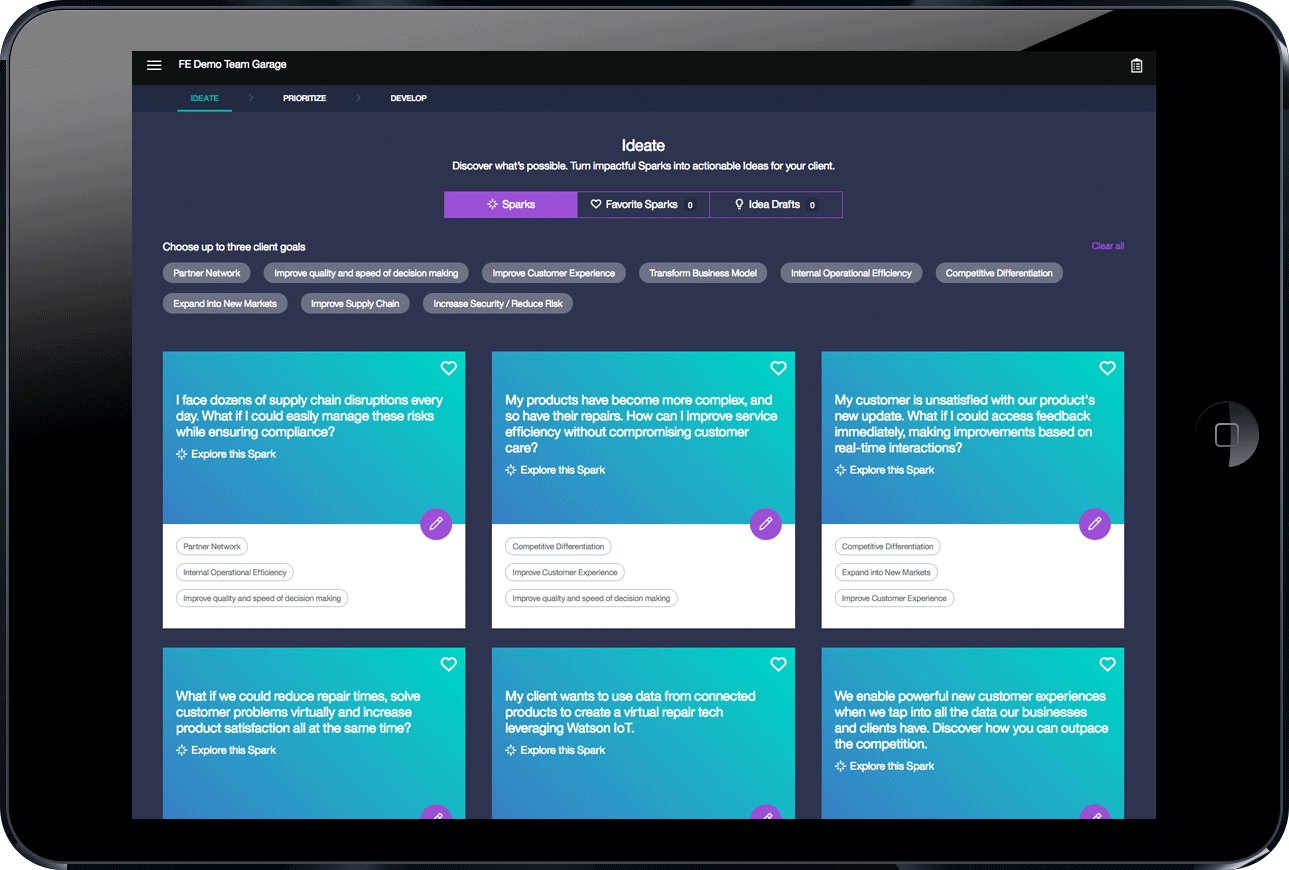 FE Demo Team Garage
IDEATE
PRIORITIZE
DEVELOP
Ideate
Discover what's possible. Turn impactful Sparks into actionable Ideas for your client.
Sparks
Favorite Sparks 0
Idea Drafts 0
Choose up to three client goals
Clear all
Partner Network
Improve quality and speed of decision making
Improve Customer Experience
Transform Business Model
Internal Operational Efficiency
Competitive Differentiation
Expand into New Markets
Improve Supply Chain
Increase Security / Reduce Risk
I face dozens of supply chain disruptions every
day. What if I could easily manage these risks
while ensuring compliance?
Explore this Spark
Partner Network
Internal Operational Efficiency
Improve quality and speed of decision making
My products have become more complex, and
so have their repairs. How can I improve service
efficiency without compromising customer
care?
Explore this Spark
Competitive Differentiation
Improve Customer Experience
Improve quality and speed of decision making
My customer is unsatisfied with our product's
new update. What if I could access feedback
immediately, making improvements based on
real-time interactions?
Explore this Spark
Competitive Differentiation
Expand into New Markets
Improve Customer Experience
What if we could reduce repair times, solve
customer problems virtually and increase
product satisfaction all at the same time?
Explore this Spark
My client wants to use data from connected
products to create a virtual repair tech
leveraging Watson IoT.
Explore this Spark
We enable powerful new customer experiences
when we tap into all the data our businesses
and clients have. Discover how you can outpace
the competition.
Explore this Spark